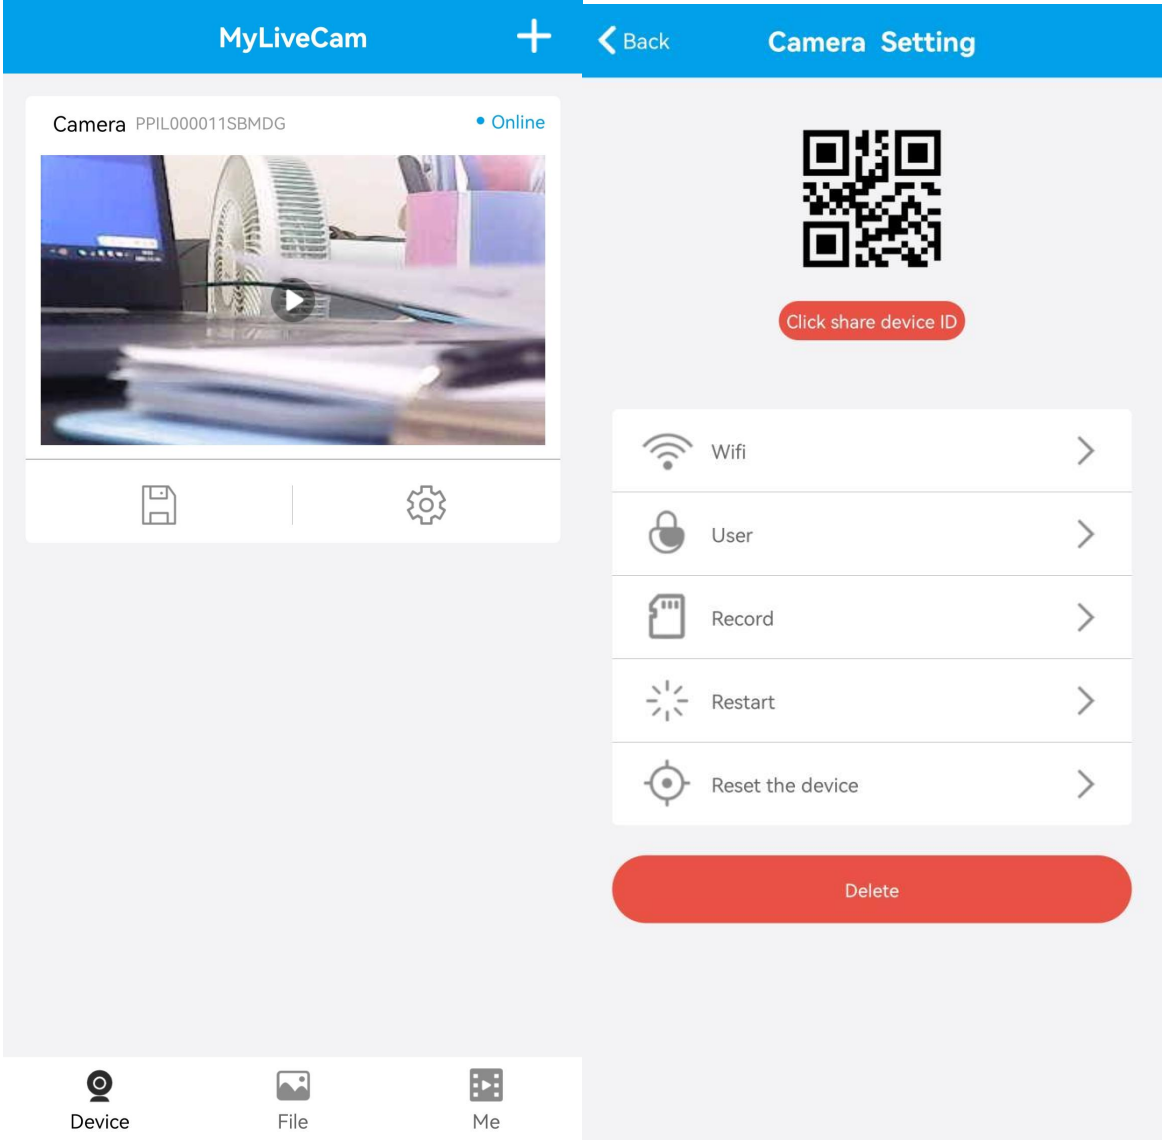 MyLiveCam
Camera PPIL000011SBMDG
Online
Device
File
Me
Back
Camera Setting
Click share device ID
Wifi
User
Record
Restart
Reset the device
Delete